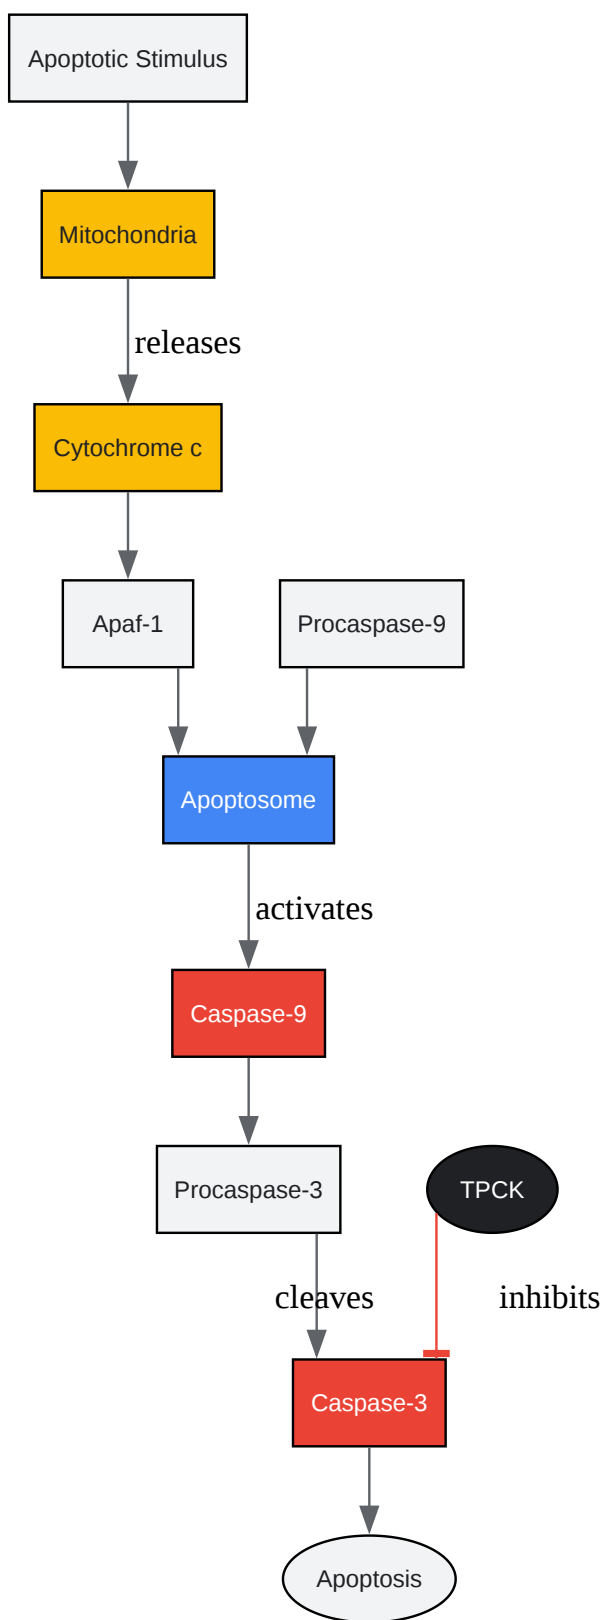 Apoptotic Stimulus
Mitochondria
releases
Cytochrome c
Apaf-1
Procaspase-9
Apoptosome
activates
Caspase-9
Procaspase-3
TPCK
cleaves
inhibits
Caspase-3
Apoptosis